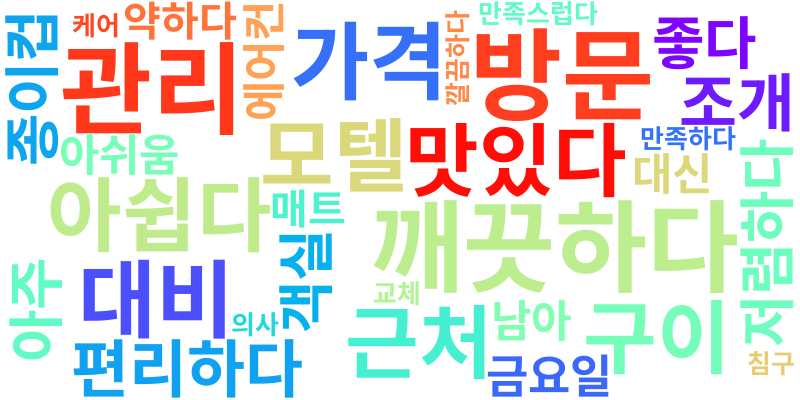 종이컵
케어
약하다
에어컨
만족스럽다
관리
가격
깔끔하다
방문
좋다
조개
아쉬움
모텔
맛있다
만족하다
대신
아쉽다
매트
깨끗하다
저렴하다
아주
대비
객실
의사
교체
근처
남아
구이
편리하다
금요일
침구